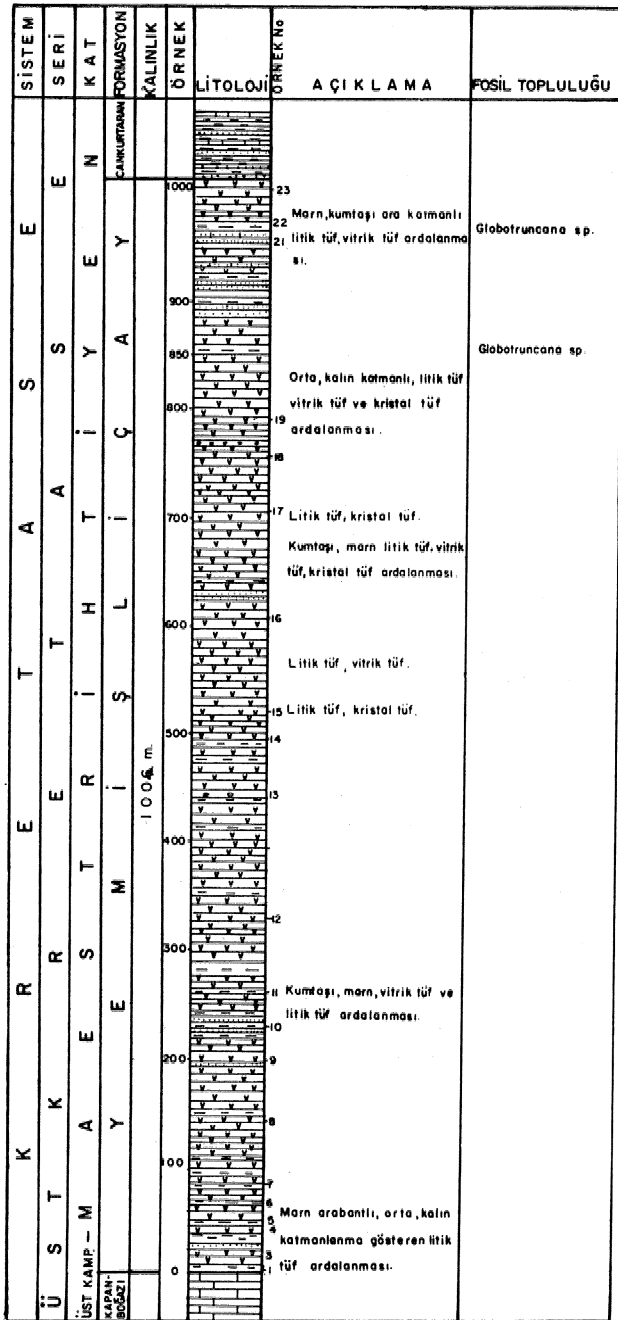 SİSTEM
SERİ
KAT
FORMASYON
KALINLIK
ÖRNEK
LİTOLOJİ
ÖRNEK No
AÇIKLAMA
FOSİL TOPLULUĞU
KRETASE
ÜST KRETASE
ÜST KAMP.–MAESTRİHTİYEN
CANKURTARAN
YEMİŞLİÇAY
KAPAN-
BOĞAZI
1000
23
22
Marn,kumtaşı ara katmanlı
Globotruncana sp.
21
litik tüf,vitrik tüf ardalanma
sı.
900
850
Globotruncana sp.
Orta,kalın katmanlı, litik tüf
800
vitrik tüf ve kristal tüf
19
ardalanması.
18
700
17
Litik tüf, kristal tüf.
Kumtaşı, marn litik tüf, vitrik
tüf, kristal tüf ardalanması.
600
16
Litik tüf, vitrik tüf.
15
Litik tüf, kristal tüf.
500
14
13
400
12
300
11
Kumtaşı, marn, vitrik tüf ve
litik tüf ardalanması.
10
200
9
8
100
7
6
5
Marn arabantlı, orta, kalın
4
katmanlanma gösteren litik
3
tüf ardalanması.
0
1